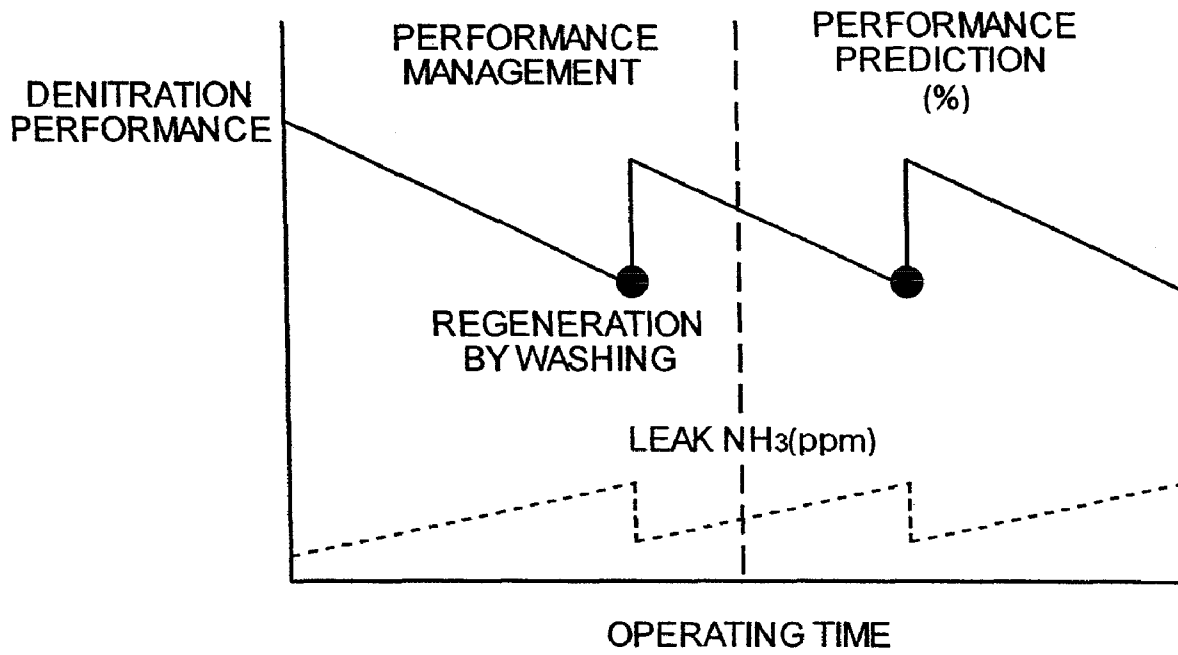 PERFORMANCE
MANAGEMENT
PERFORMANCE
PREDICTION
(%)
DENITRATION
PERFORMANCE
REGENERATION
BY WASHING
LEAK NH₃(ppm)
OPERATING TIME